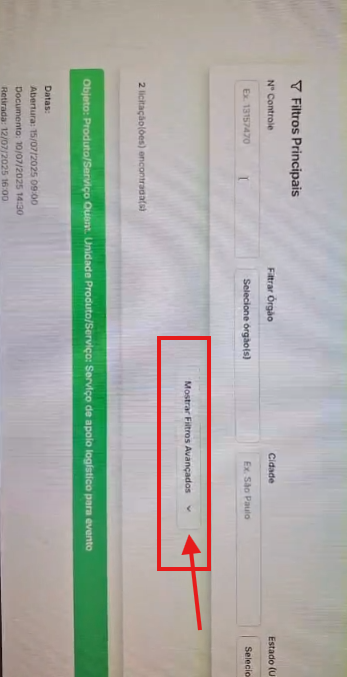 Filtros Principais
Nº Controle
Filtrar Órgão
Cidade
Estado (U
Ex. 13157470
Selecione órgão(s)
Ex. São Paulo
Selecio
Mostrar Filtros Avançados
2 licitação(ões) encontrada(s)
Objeto: Produto/Serviço Quant. Unidade Produto/Serviço: Serviço de apoio logístico para evento
Datas:
Abertura: 15/07/2025 09:00
Documento: 10/07/2025 14:30
Retirada: 12/07/2025 16:00